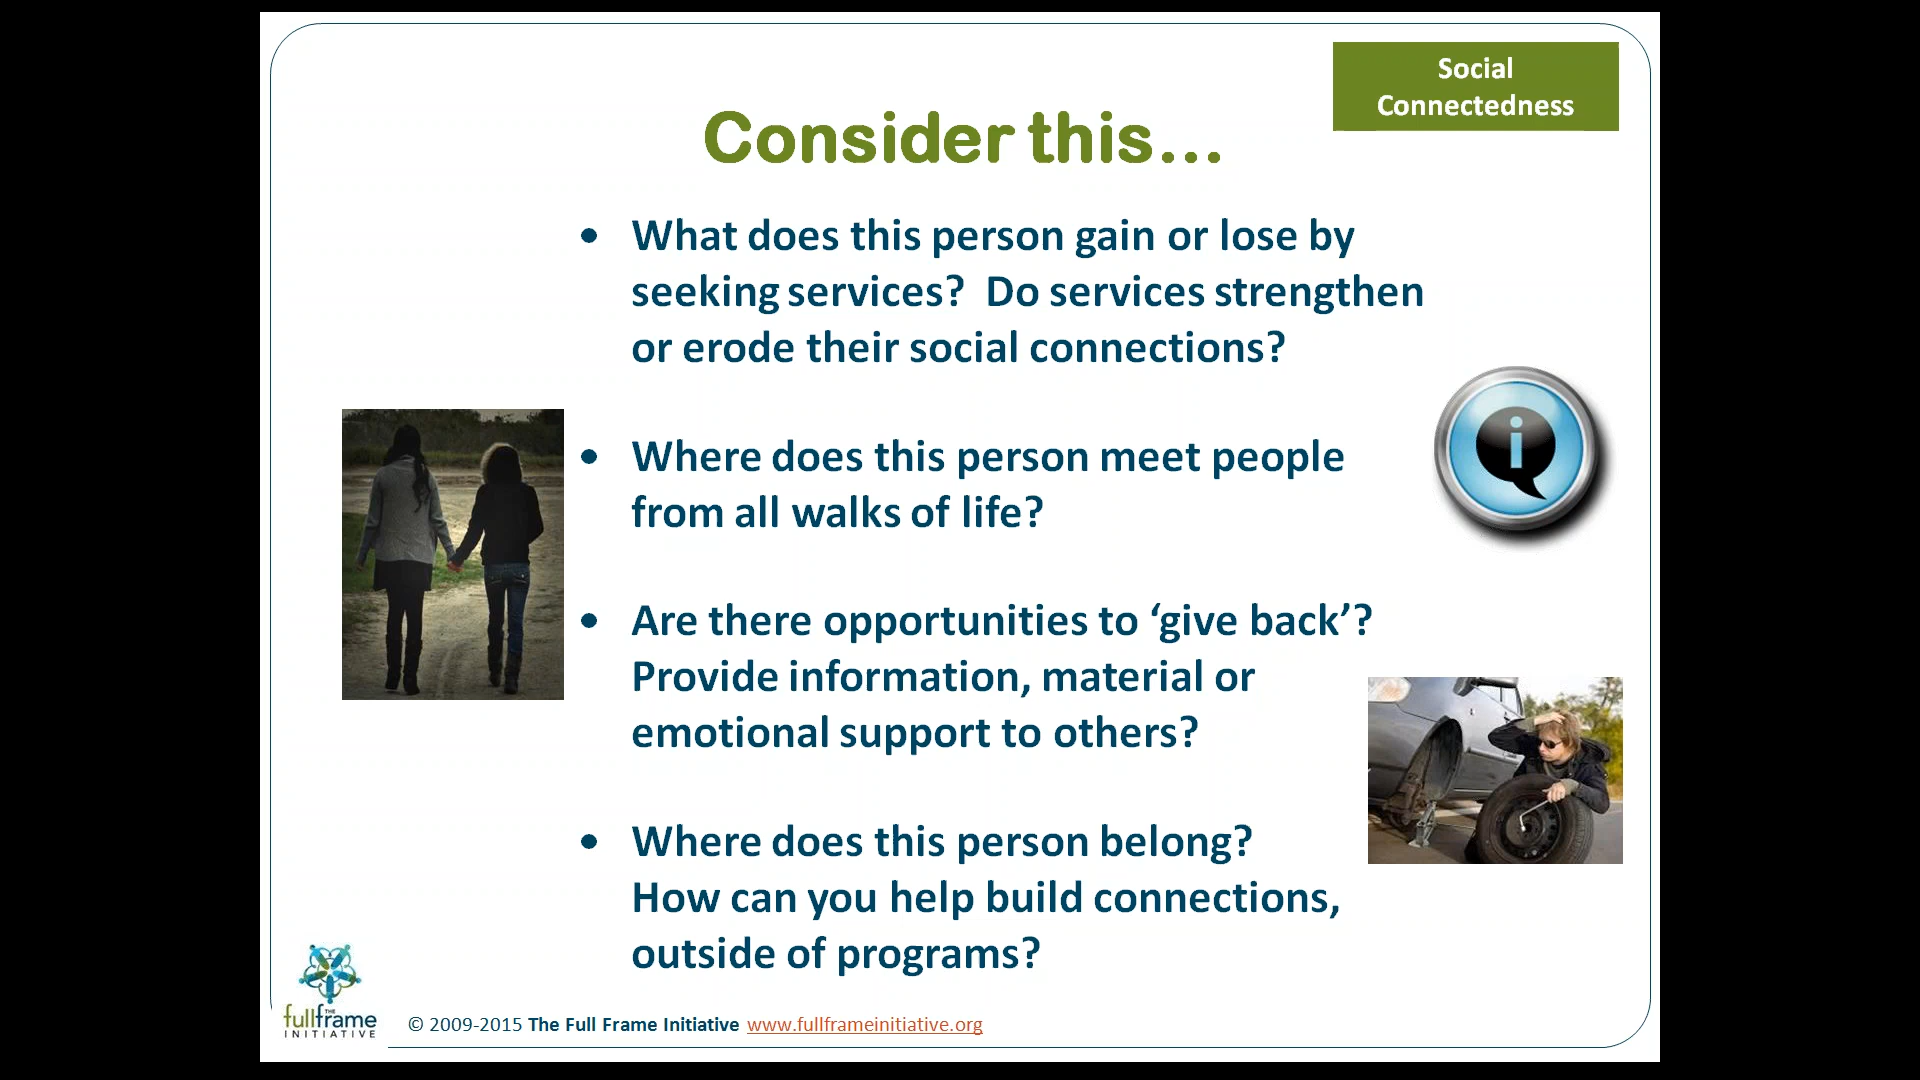 Social
Connectedness
Consider this…
• What does this person gain or lose by
seeking services?  Do services strengthen
or erode their social connections?
• Where does this person meet people
from all walks of life?
• Are there opportunities to ‘give back’?
Provide information, material or
emotional support to others?
• Where does this person belong?
How can you help build connections,
outside of programs?
i
THE
fullframe
INITIATIVE
© 2009-2015 The Full Frame Initiative www.fullframeinitiative.org